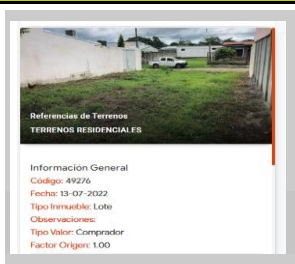 Referencias de Terrenos
TERRENOS RESIDENCIALES
Información General
Código: 49276
Fecha: 13-07-2022
Tipo Inmueble: Lote
Observaciones:
Tipo Valor: Comprador
Factor Origen: 1.00